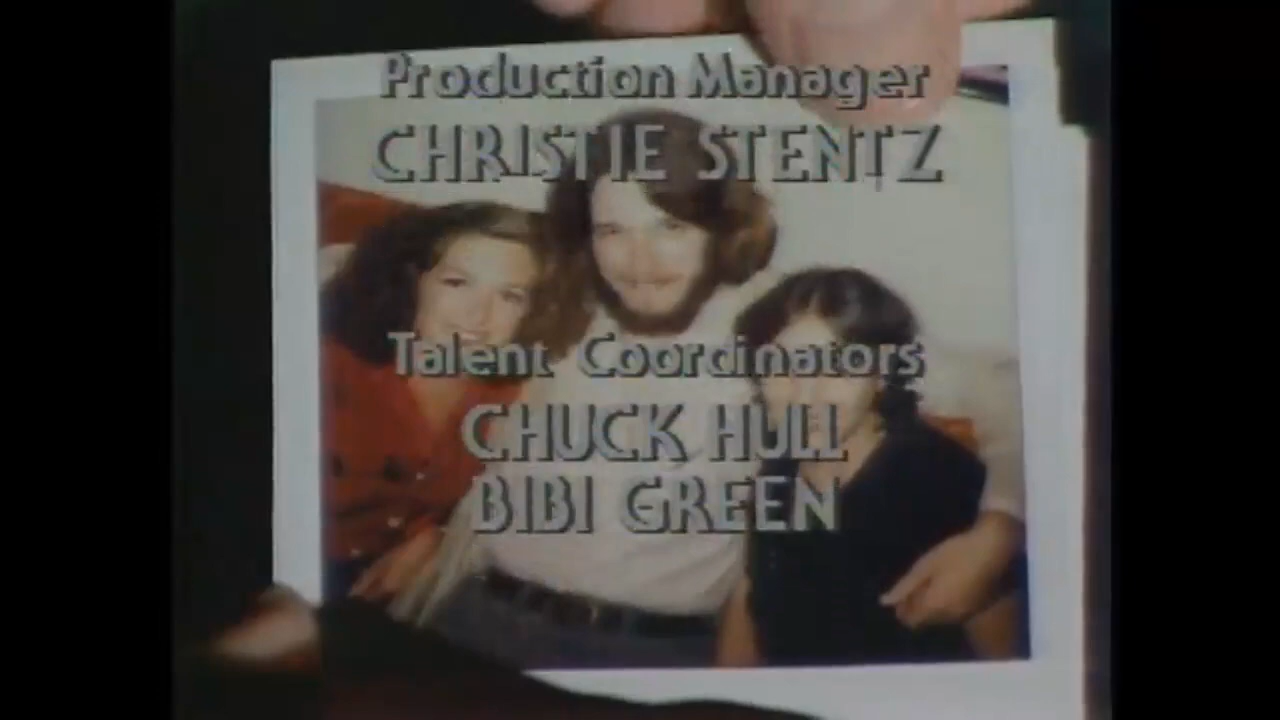 Production Manager
CHRISTIE STENTZ
Talent Coordinators
CHUCK HULL
BIBI GREEN